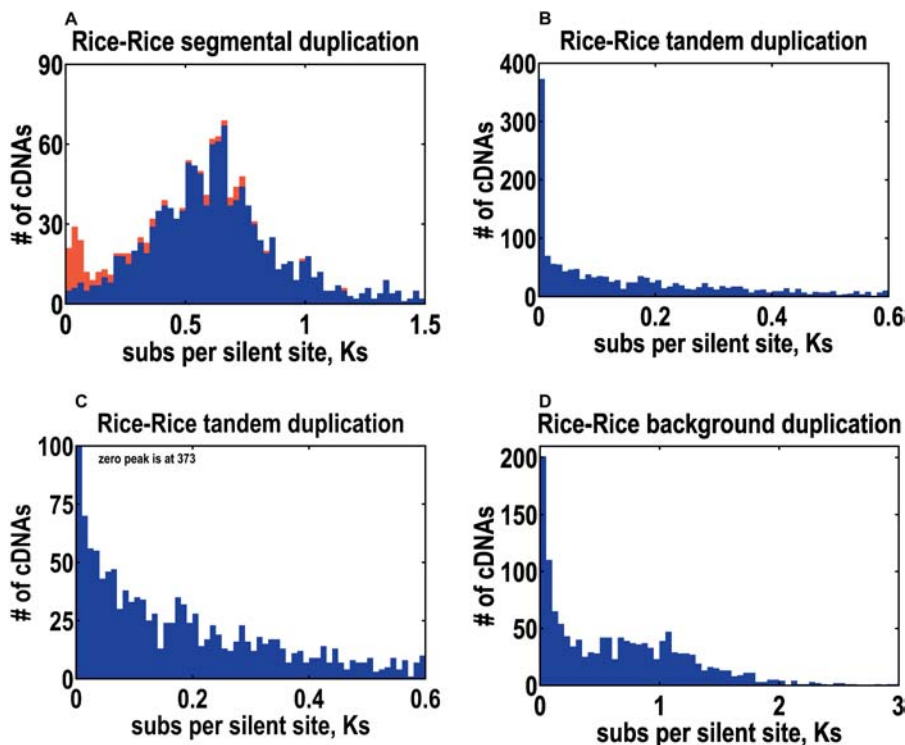 A
Rice-Rice segmental duplication
90
60
30
0
# of cDNAs
0 0.5 1 1.5
subs per silent site, Ks
B
Rice-Rice tandem duplication
400
300
200
100
0
# of cDNAs
0 0.2 0.4 0.6
subs per silent site, Ks
C
Rice-Rice tandem duplication
zero peak is at 373
100
75
50
25
0
# of cDNAs
0 0.2 0.4 0.6
subs per silent site, Ks
D
Rice-Rice background duplication
200
150
100
50
0
# of cDNAs
0 1 2 3
subs per silent site, Ks